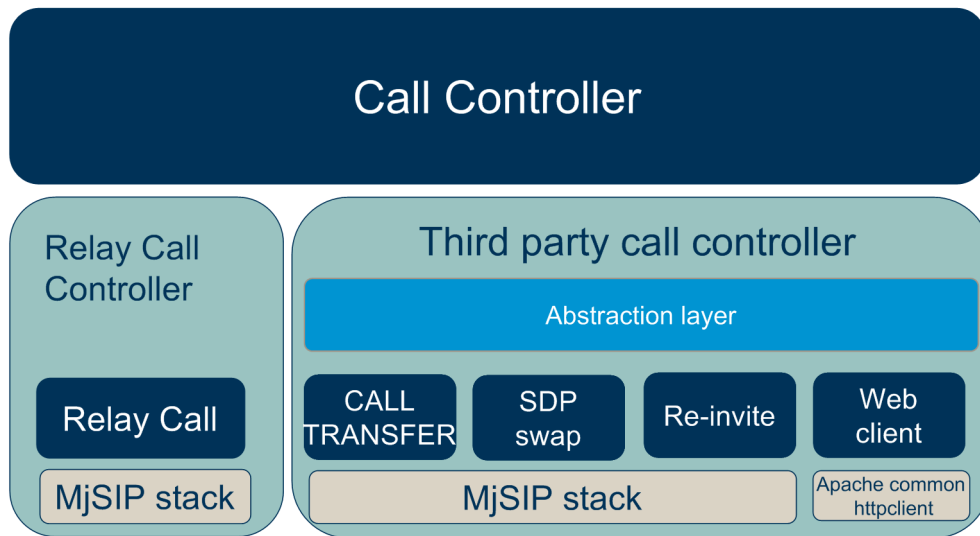 Call Controller
Relay Call
Controller
Third party call controller
Abstraction layer
Relay Call
CALL
TRANSFER
SDP
swap
Re-invite
Web
client
MjSIP stack
MjSIP stack
Apache common
httpclient